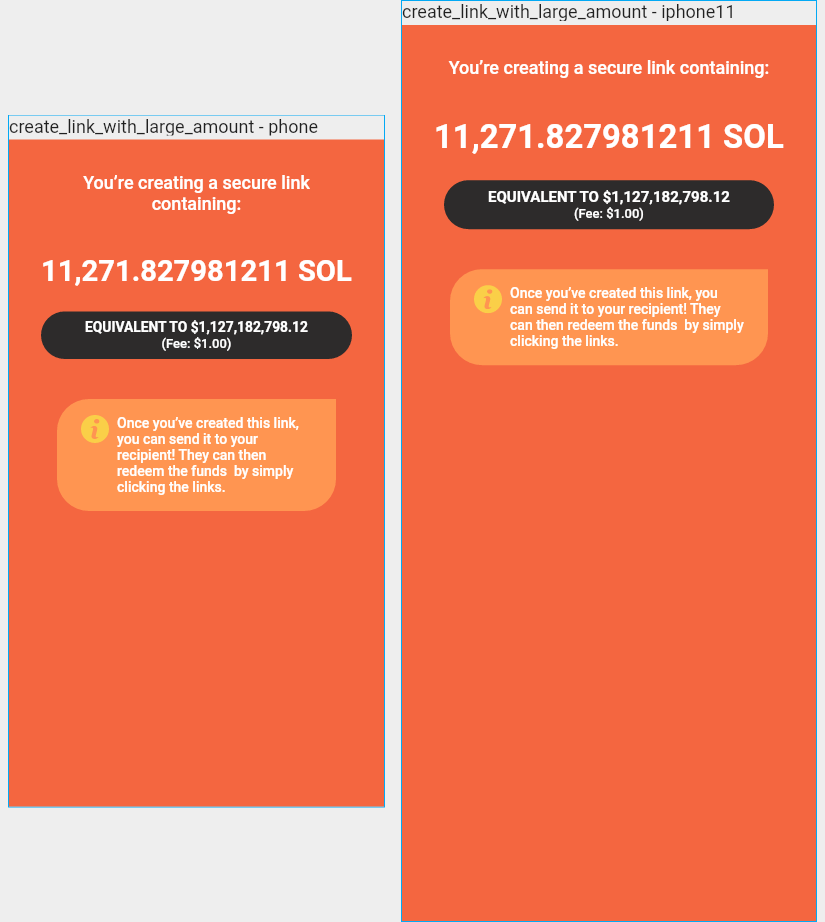 create_link_with_large_amount - phone
You’re creating a secure link
containing:
11,271.827981211 SOL
EQUIVALENT TO $1,127,182,798.12
(Fee: $1.00)
i
Once you’ve created this link,
you can send it to your
recipient! They can then
redeem the funds  by simply
clicking the links.
create_link_with_large_amount - iphone11
You’re creating a secure link containing:
11,271.827981211 SOL
EQUIVALENT TO $1,127,182,798.12
(Fee: $1.00)
i
Once you’ve created this link, you
can send it to your recipient! They
can then redeem the funds  by simply
clicking the links.